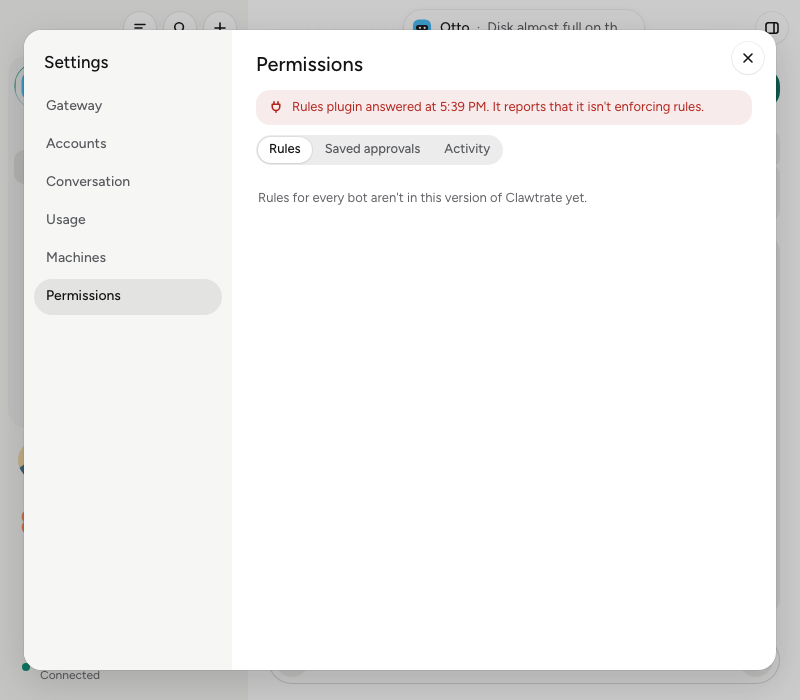 Otto · Disk almost full on th
Settings
Gateway
Accounts
Conversation
Usage
Machines
Permissions
Permissions
Rules plugin answered at 5:39 PM. It reports that it isn't enforcing rules.
Rules
Saved approvals
Activity
Rules for every bot aren't in this version of Clawtrate yet.
Connected